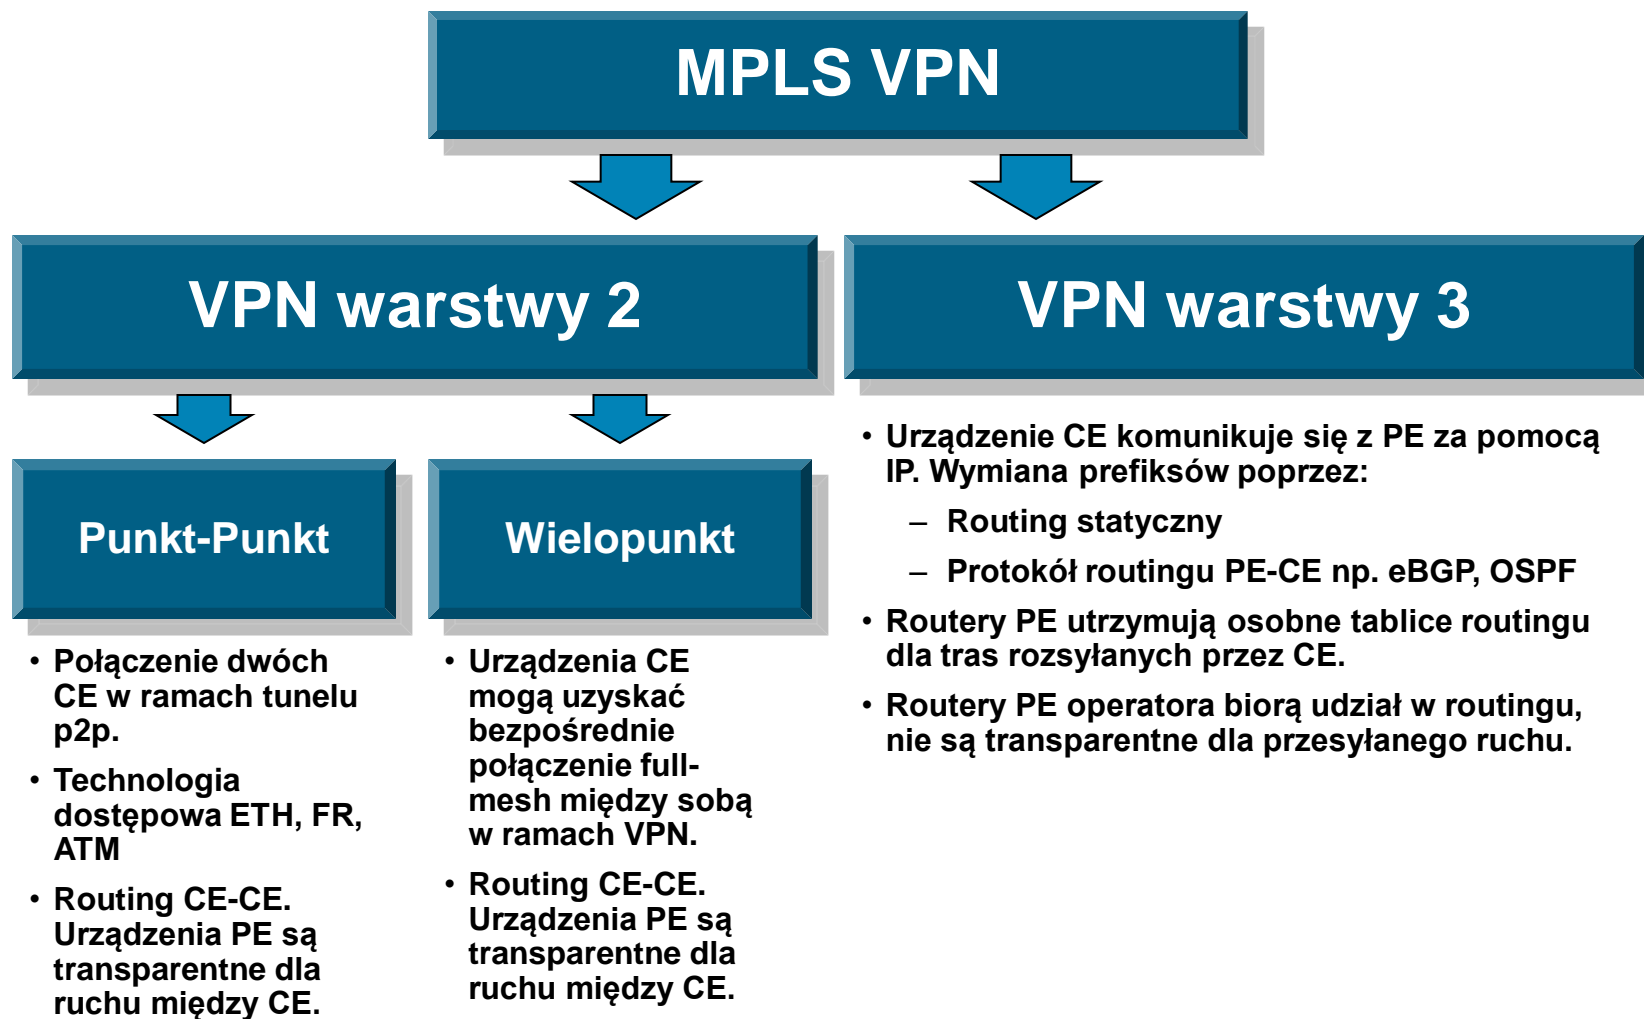 MPLS VPN
VPN warstwy 2
VPN warstwy 3
Punkt-Punkt
• Połączenie dwóch
CE w ramach tunelu
p2p.
• Technologia
dostępowa ETH, FR,
ATM
• Routing CE-CE.
Urządzenia PE są
transparentne dla
ruchu między CE.
Wielopunkt
• Urządzenia CE
mogą uzyskać
bezpośrednie
połączenie full-
mesh między sobą
w ramach VPN.
• Routing CE-CE.
Urządzenia PE są
transparentne dla
ruchu między CE.
• Urządzenie CE komunikuje się z PE za pomocą
IP. Wymiana prefiksów poprzez:
– Routing statyczny
– Protokół routingu PE-CE np. eBGP, OSPF
• Routery PE utrzymują osobne tablice routingu
dla tras rozsyłanych przez CE.
• Routery PE operatora biorą udział w routingu,
nie są transparentne dla przesyłanego ruchu.